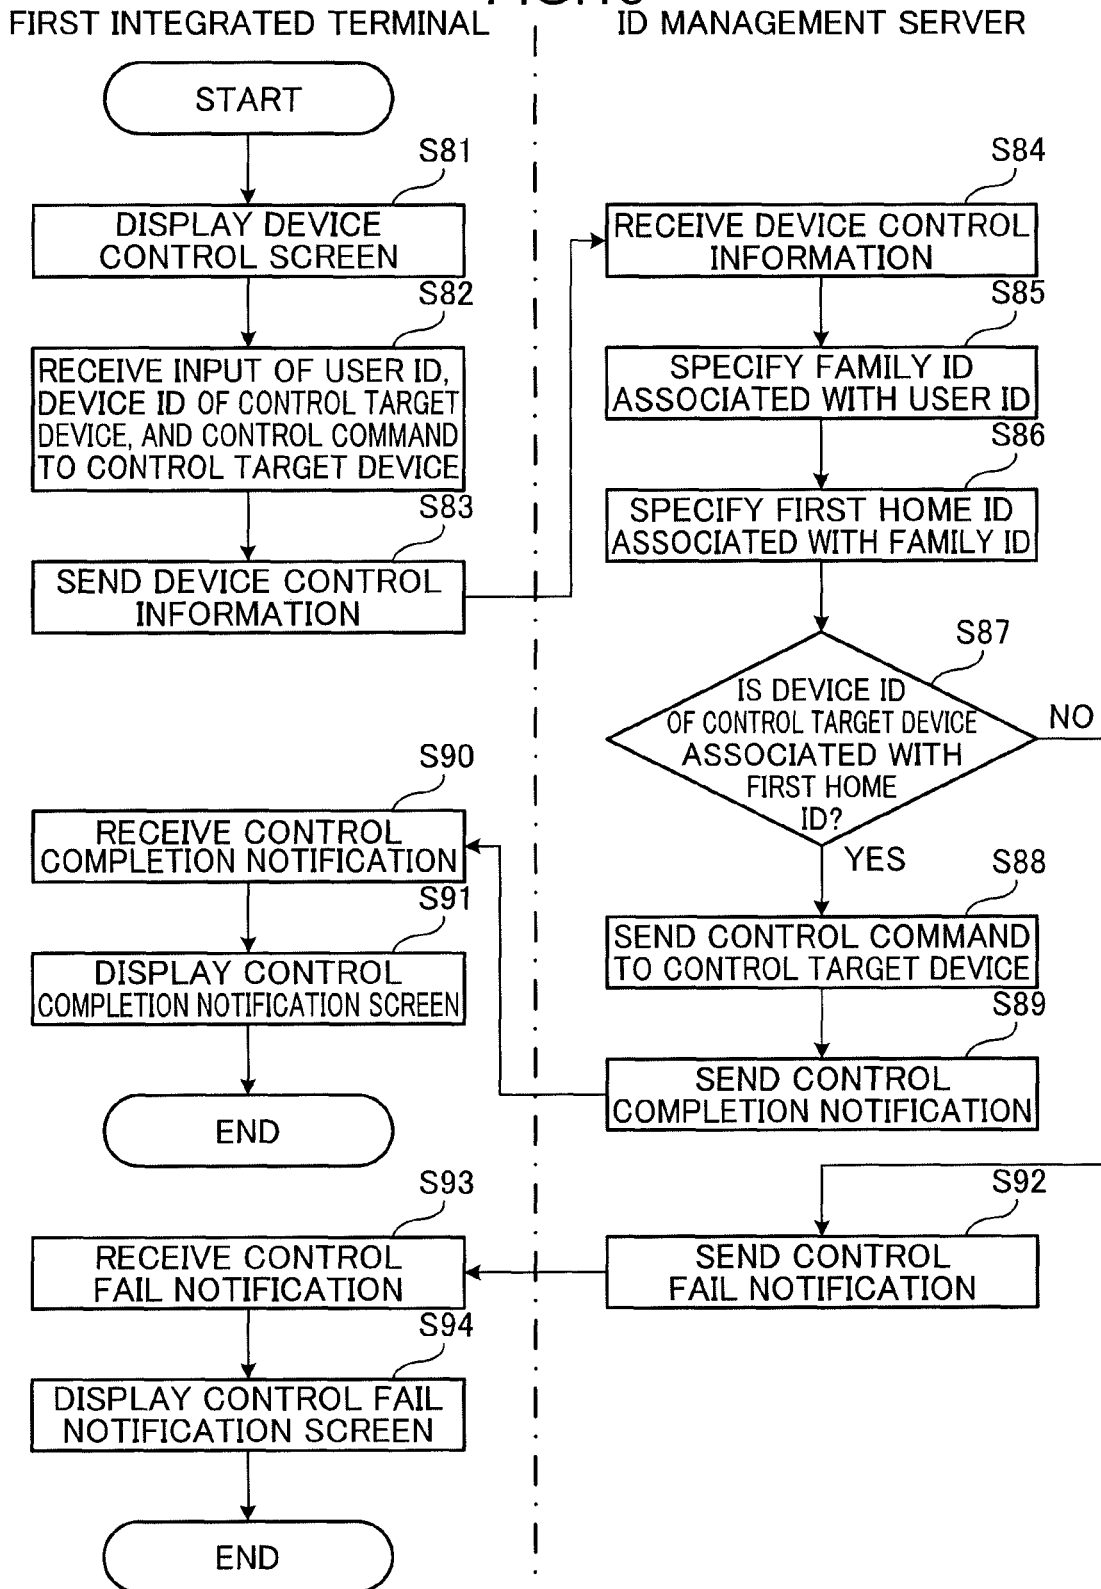 FIRST INTEGRATED TERMINAL
ID MANAGEMENT SERVER
START
S81
DISPLAY DEVICE
CONTROL SCREEN
S82
RECEIVE INPUT OF USER ID,
DEVICE ID OF CONTROL TARGET
DEVICE, AND CONTROL COMMAND
TO CONTROL TARGET DEVICE
S83
SEND DEVICE CONTROL
INFORMATION
S84
RECEIVE DEVICE CONTROL
INFORMATION
S85
SPECIFY FAMILY ID
ASSOCIATED WITH USER ID
S86
SPECIFY FIRST HOME ID
ASSOCIATED WITH FAMILY ID
S87
IS DEVICE ID
OF CONTROL TARGET DEVICE
ASSOCIATED WITH
FIRST HOME
ID?
NO
YES
S88
SEND CONTROL COMMAND
TO CONTROL TARGET DEVICE
S89
SEND CONTROL
COMPLETION NOTIFICATION
S90
RECEIVE CONTROL
COMPLETION NOTIFICATION
S91
DISPLAY CONTROL
COMPLETION NOTIFICATION SCREEN
END
S92
SEND CONTROL
FAIL NOTIFICATION
S93
RECEIVE CONTROL
FAIL NOTIFICATION
S94
DISPLAY CONTROL FAIL
NOTIFICATION SCREEN
END